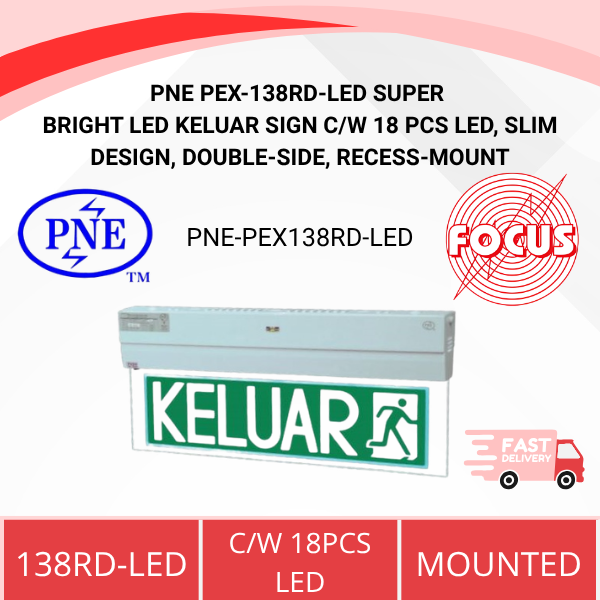 PNE PEX-138RD-LED SUPER
BRIGHT LED KELUAR SIGN C/W 18 PCS LED, SLIM
DESIGN, DOUBLE-SIDE, RECESS-MOUNT
PNE
TM
PNE-PEX138RD-LED
FOCUS
KELUAR
FAST
DELIVERY
138RD-LED
C/W 18PCS
LED
MOUNTED